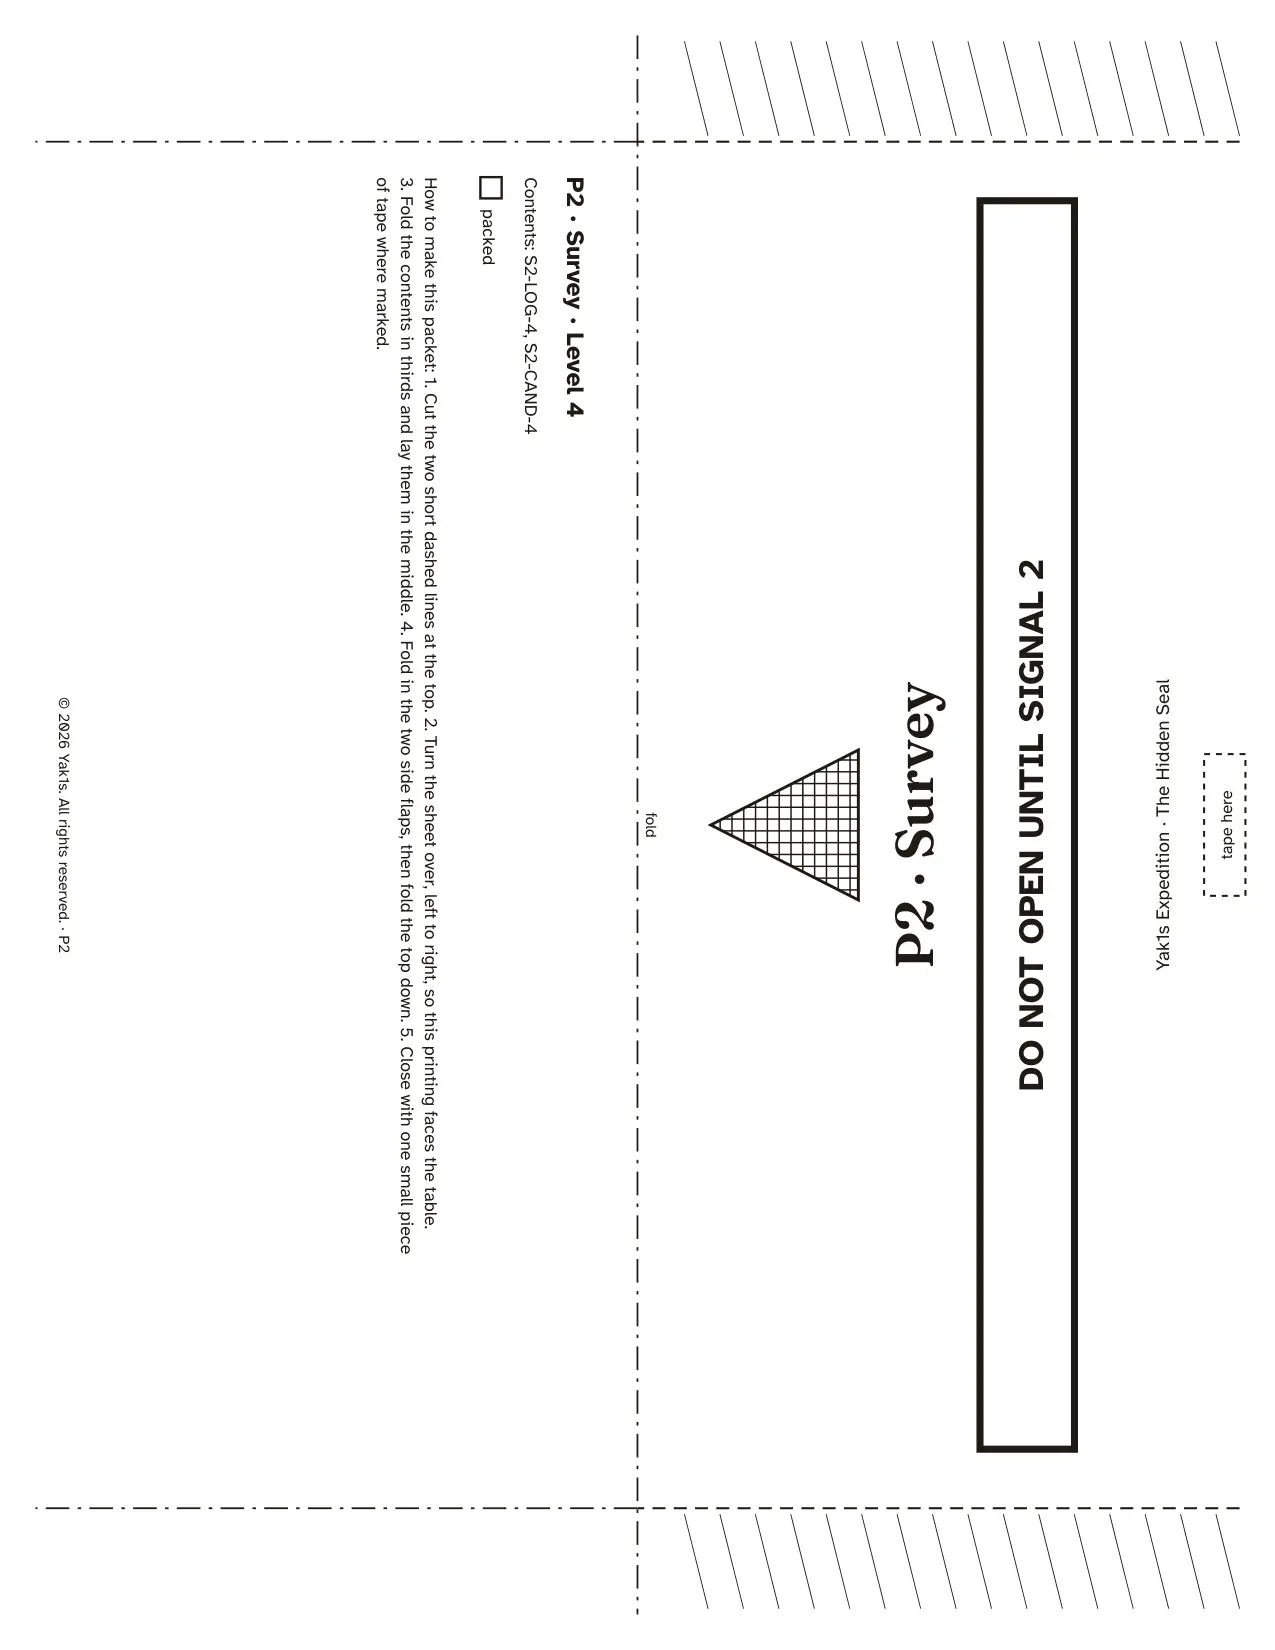 tape here
Yak1s Expedition · The Hidden Seal
DO NOT OPEN UNTIL SIGNAL 2
P2 · Survey
fold
P2 · Survey · Level 4
Contents: S2-LOG-4, S2-CAND-4
packed
How to make this packet: 1. Cut the two short dashed lines at the top. 2. Turn the sheet over, left to right, so this printing faces the table.
3. Fold the contents in thirds and lay them in the middle. 4. Fold in the two side flaps, then fold the top down. 5. Close with one small piece
of tape where marked.
© 2026 Yak1s. All rights reserved. · P2